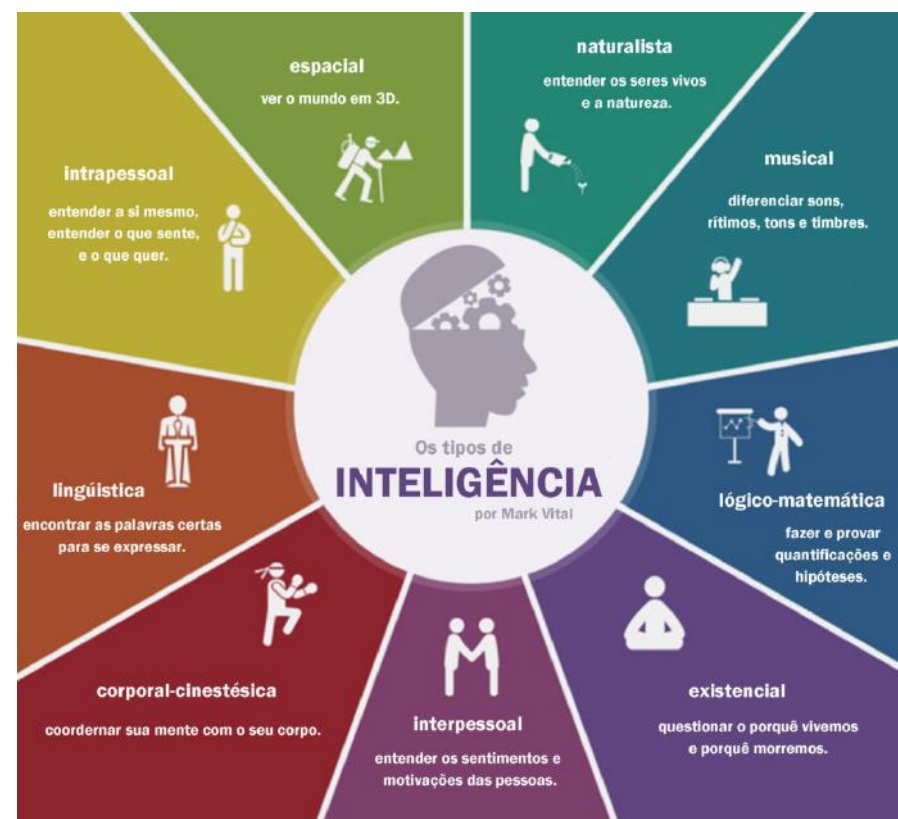 espacial
ver o mundo em 3D.
naturalista
entender os seres vivos
e a natureza.
musical
diferenciar sons,
rítimos, tons e timbres.
intrapessoal
entender a si mesmo,
entender o que sente,
e o que quer.
Os tipos de
INTELIGÊNCIA
por Mark Vital
lingúistica
encontrar as palavras certas
para se expressar.
lógico-matemática
fazer e provar
quantificações e
hipóteses.
corporal-cinestésica
coordernar sua mente com o seu corpo.
interpessoal
entender os sentimentos e
motivações das pessoas.
existencial
questionar o porquê vivemos
e porquê morremos.